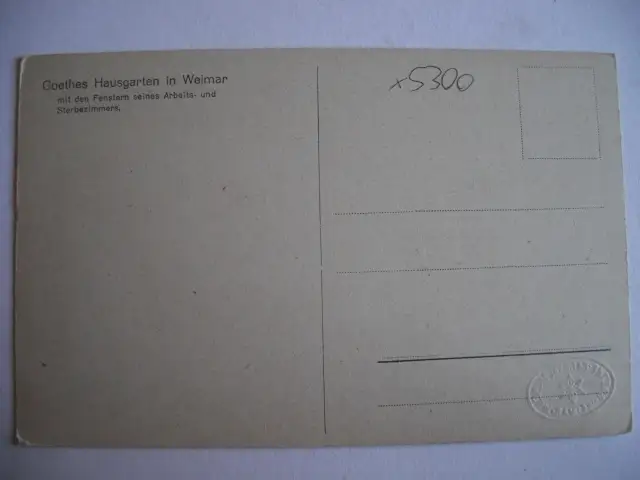 Goethes Hausgarten in Weimar
mit den Fenstern seines Arbeits- und
Sterbezimmers.
x5300